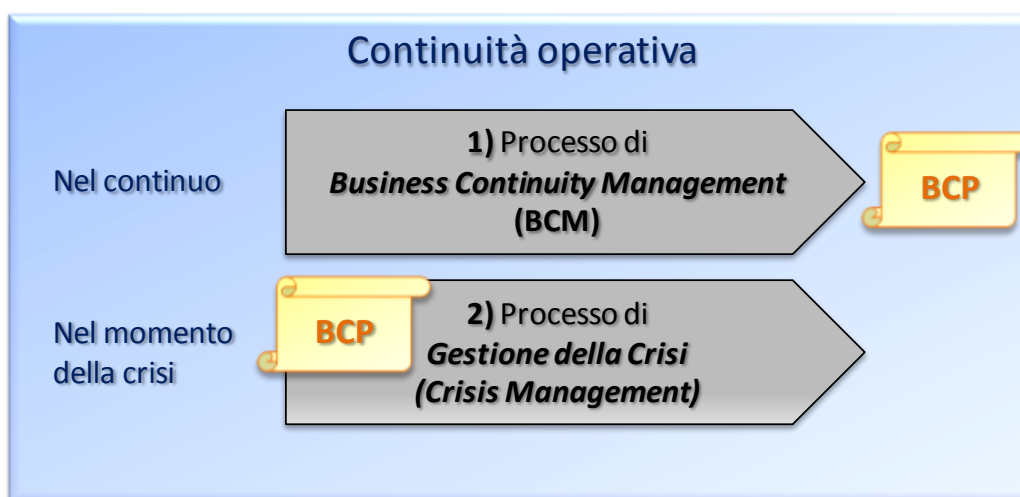 Continuità operativa
Nel continuo
1) Processo di
Business Continuity Management
(BCM)
BCP
Nel momento
della crisi
BCP
2) Processo di
Gestione della Crisi
(Crisis Management)